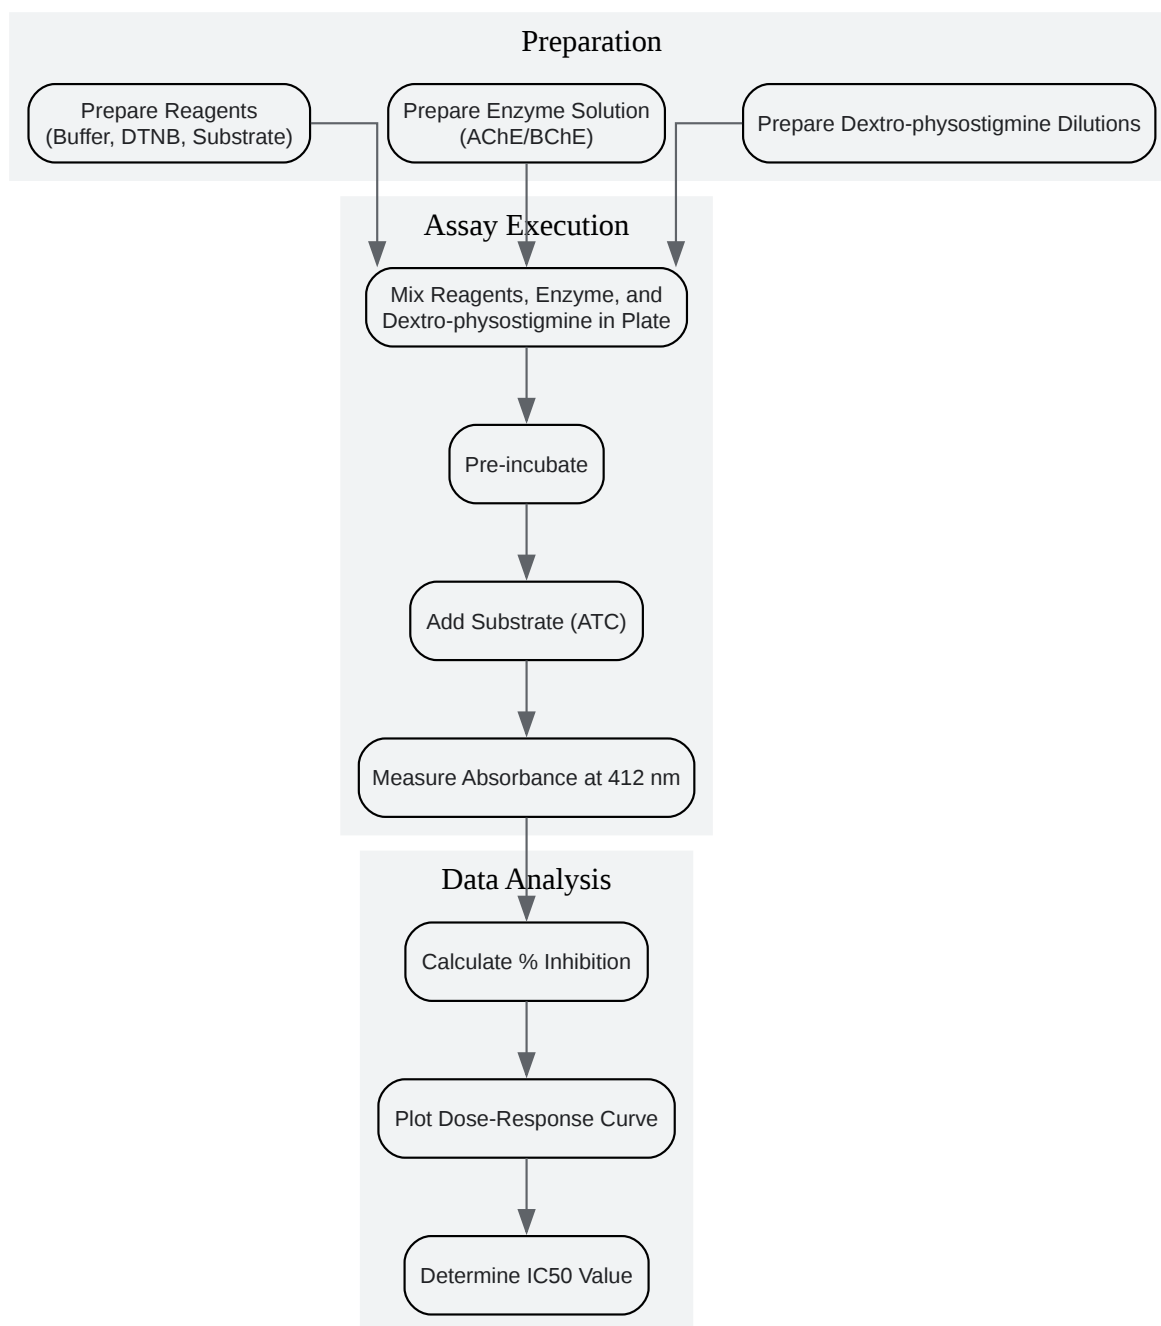 Preparation
Prepare Reagents
(Buffer, DTNB, Substrate)
Prepare Enzyme Solution
(AChE/BChE)
Prepare Dextro-physostigmine Dilutions
Assay Execution
Mix Reagents, Enzyme, and
Dextro-physostigmine in Plate
Pre-incubate
Add Substrate (ATC)
Measure Absorbance at 412 nm
Data Analysis
Calculate % Inhibition
Plot Dose-Response Curve
Determine IC50 Value